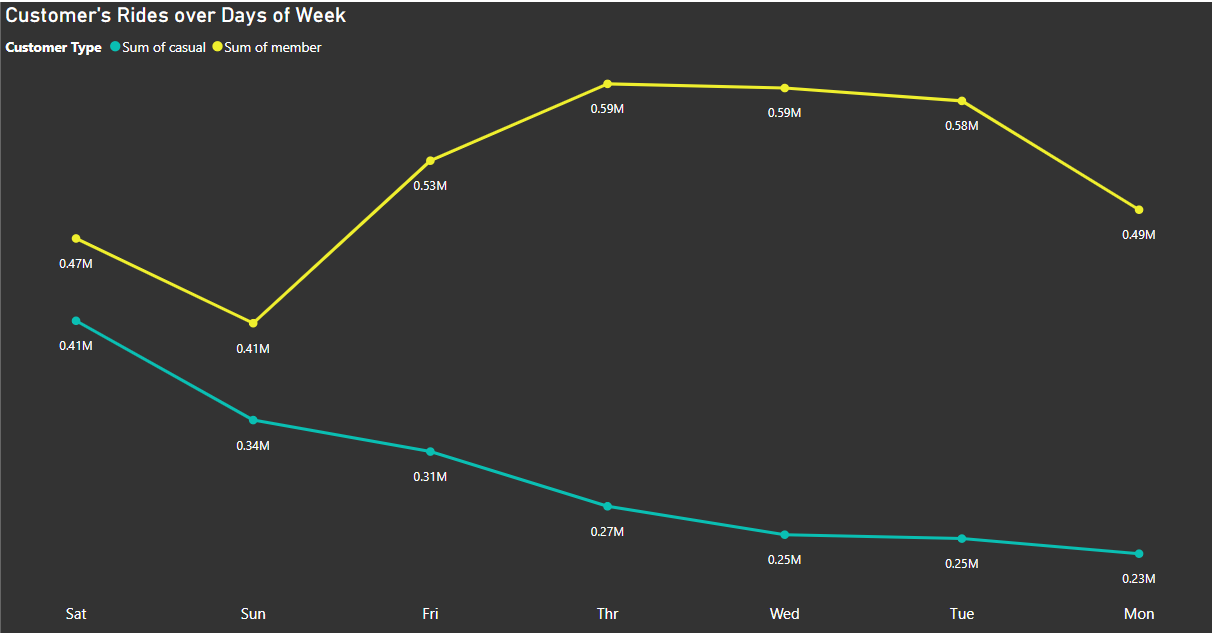 Customer's Rides over Days of Week
Customer Type Sum of casual Sum of member
0.59M
0.59M
0.58M
0.53M
0.49M
0.47M
0.41M
0.41M
0.34M
0.31M
0.27M
0.25M
0.25M
0.23M
Sat Sun Fri Thr Wed Tue Mon